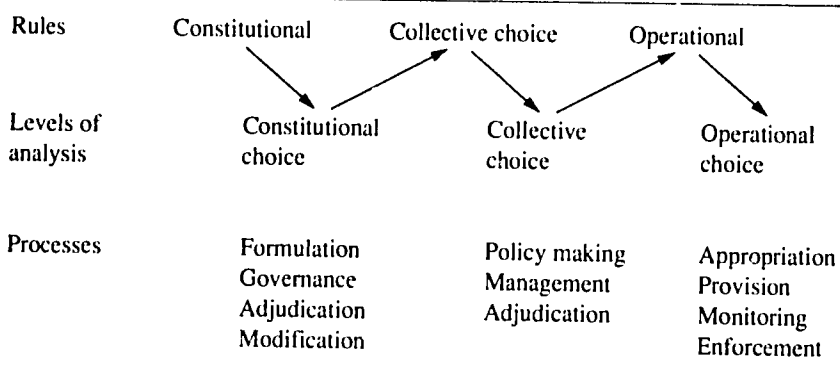 Rules Constitutional Collective choice Operational
Levels of analysis
Constitutional choice
Collective choice
Operational choice
Processes
Formulation
Governance
Adjudication
Modification
Policy making
Management
Adjudication
Appropriation
Provision
Monitoring
Enforcement